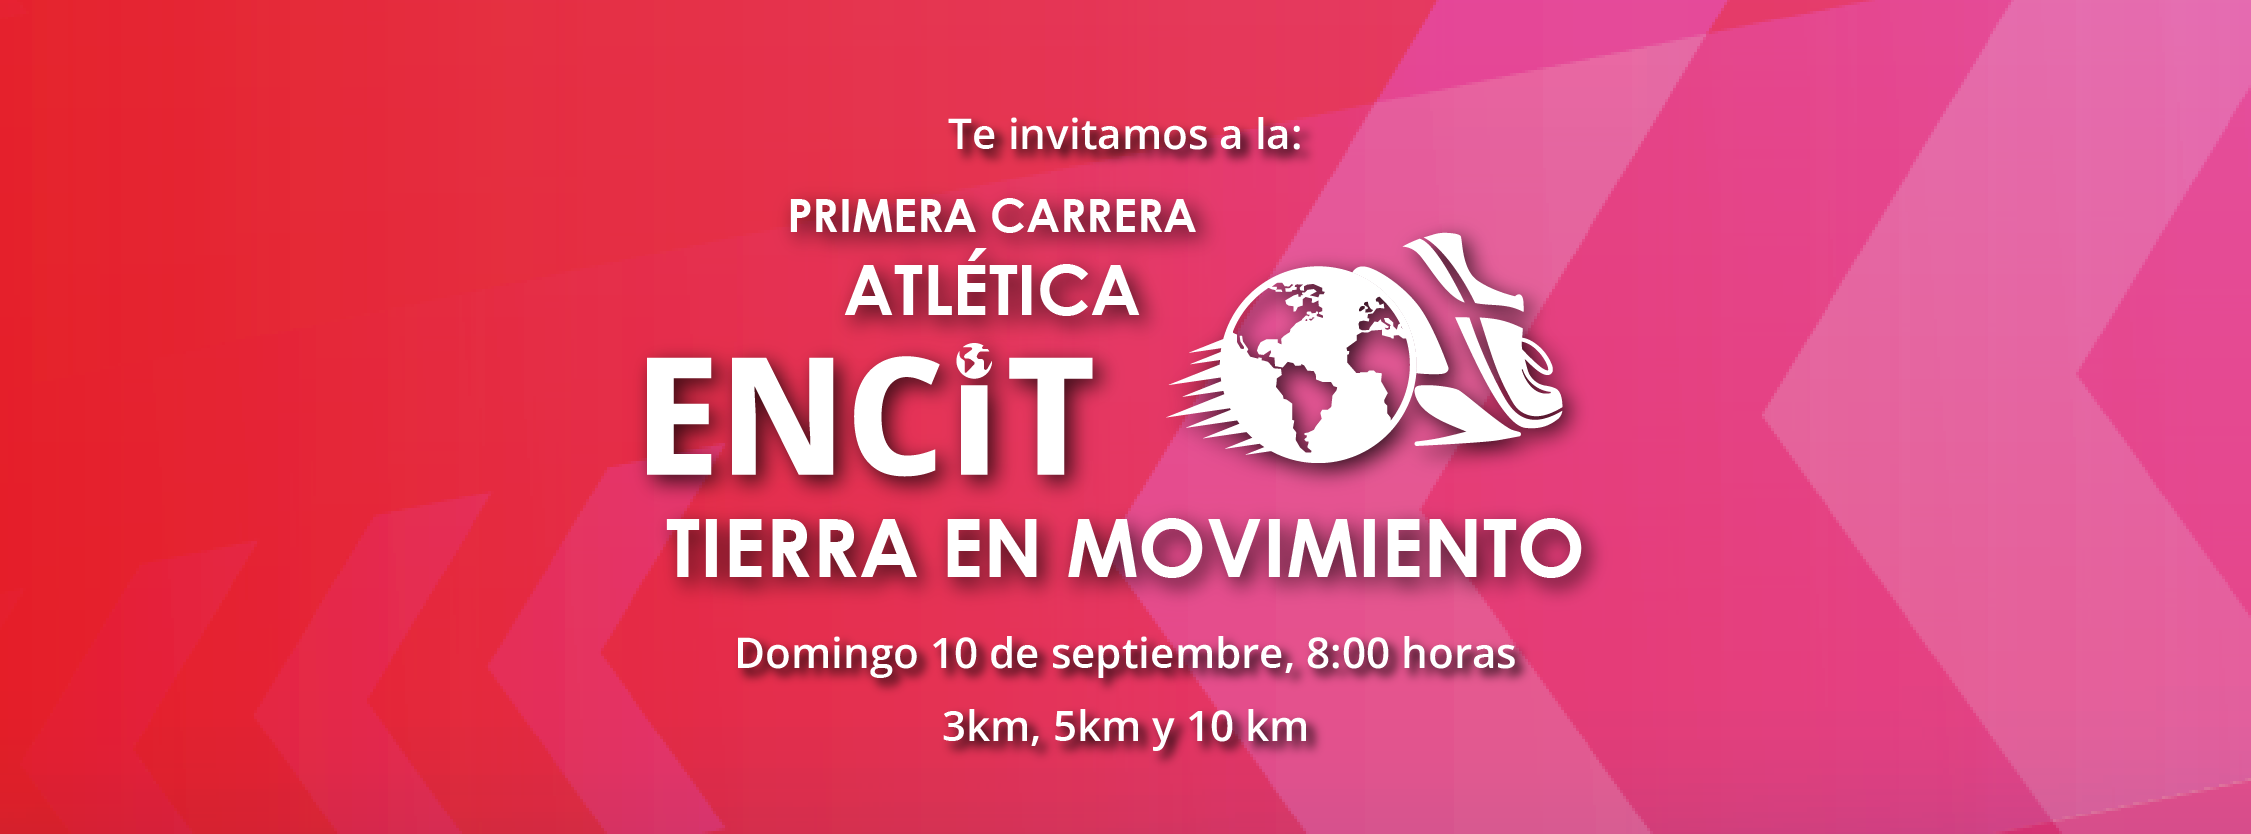 Te invitamos a la:
PRIMERA CARRERA
ATLÉTICA
ENCiT
TIERRA EN MOVIMIENTO
Domingo 10 de septiembre, 8:00 horas
3km, 5km y 10 km